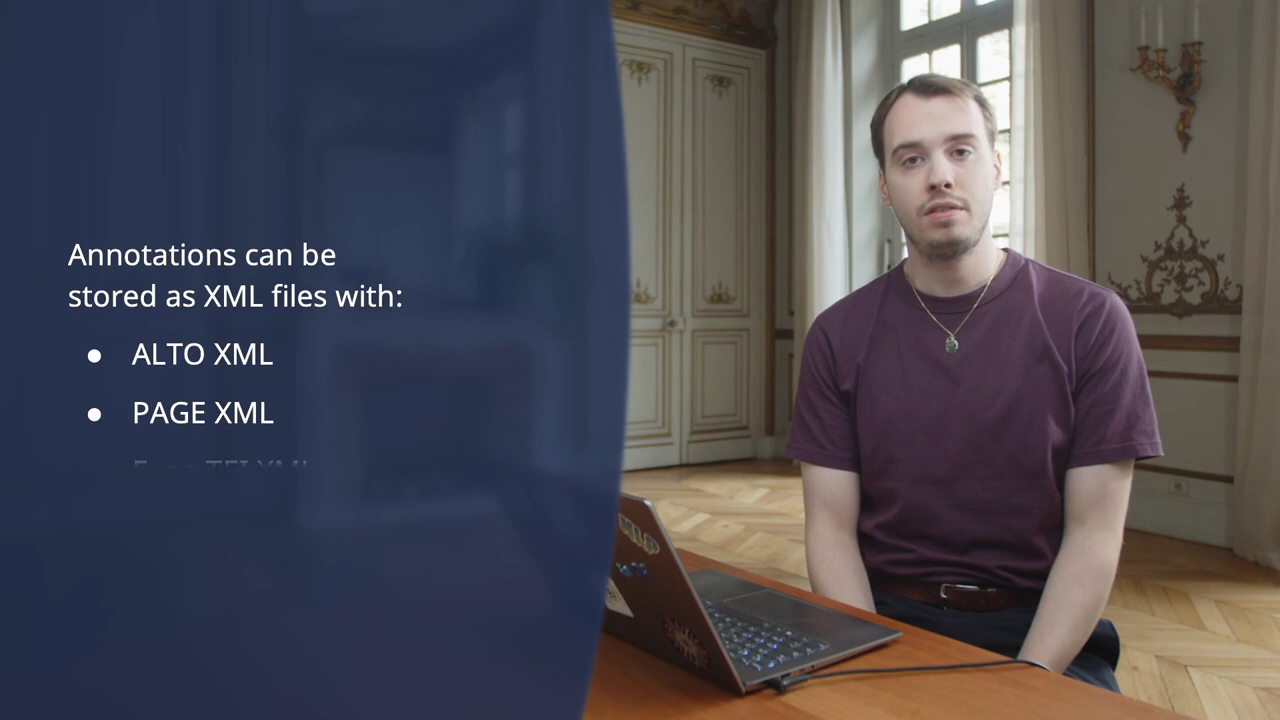 Annotations can be
stored as XML files with:
● ALTO XML
● PAGE XML